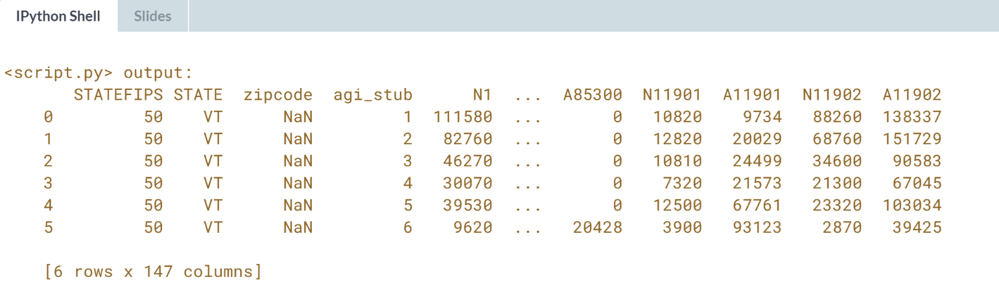 IPython Shell Slides
<script.py> output:
STATEFIPS STATE zipcode agi_stub N1 ... A85300 N11901 A11901 N11902 A11902
0 50 VT NaN 1 111580 ... 0 10820 9734 88260 138337
1 50 VT NaN 2 82760 ... 0 12820 20029 68760 151729
2 50 VT NaN 3 46270 ... 0 10810 24499 34600 90583
3 50 VT NaN 4 30070 ... 0 7320 21573 21300 67045
4 50 VT NaN 5 39530 ... 0 12500 67761 23320 103034
5 50 VT NaN 6 9620 ... 20428 3900 93123 2870 39425
[6 rows x 147 columns]